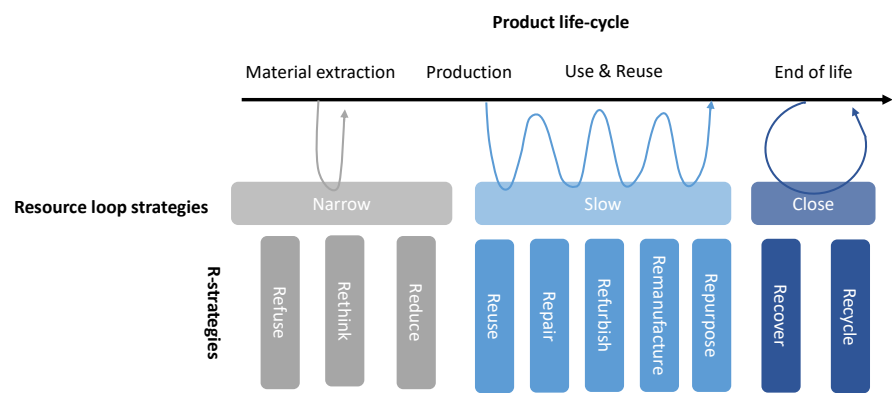 Product life-cycle
Material extraction
Production
Use & Reuse
End of life
Resource loop strategies
Narrow
Slow
Close
R-strategies
Refuse
Rethink
Reduce
Reuse
Repair
Refurbish
Remanufacture
Repurpose
Recover
Recycle